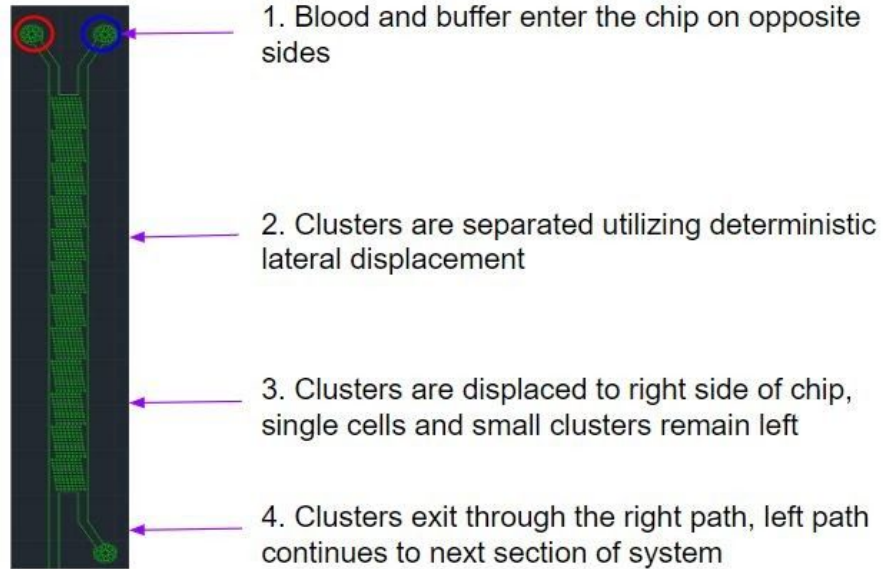 1. Blood and buffer enter the chip on opposite
sides
2. Clusters are separated utilizing deterministic
lateral displacement
3. Clusters are displaced to right side of chip,
single cells and small clusters remain left
4. Clusters exit through the right path, left path
continues to next section of system